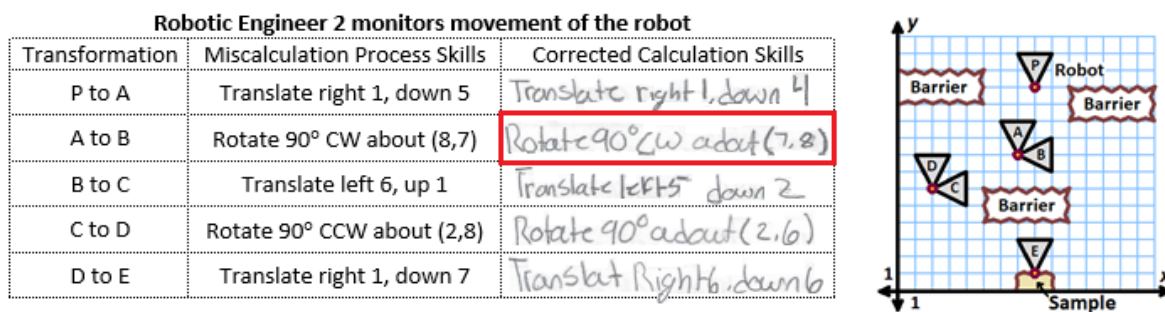 Robotic Engineer 2 monitors movement of the robot
Transformation Miscalculation Process Skills Corrected Calculation Skills
P to A Translate right 1, down 5 Translate right 1, down 4
A to B Rotate 90° CW about (8,7) Rotate 90° CW adout (7,8)
B to C Translate left 6, up 1 Translate left 5 down 2
C to D Rotate 90° CCW about (2,8) Rotate 90° adout (2,6)
D to E Translate right 1, down 7 Translat Right 6, down 6
y
P
Robot
Barrier
Barrier
A
B
D
C
Barrier
E
1
x
1
Sample